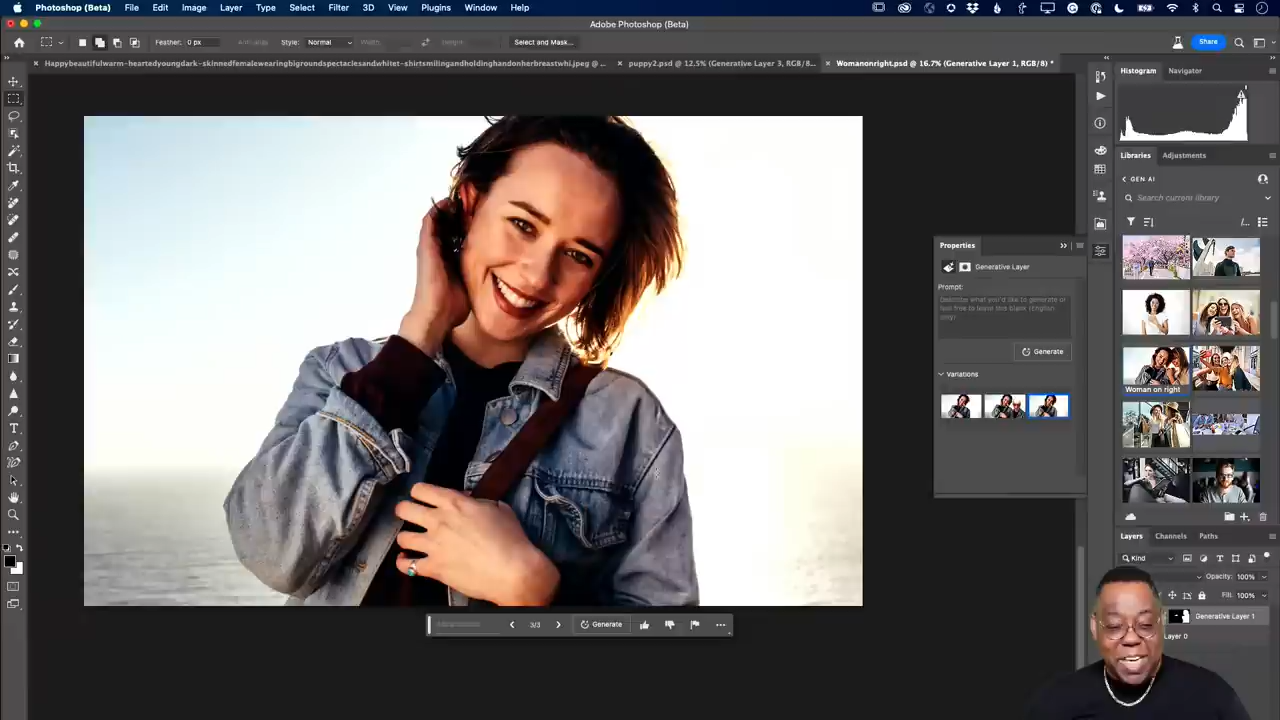 Photoshop (Beta) File Edit Image Layer Type Select Filter 3D View Plugins Window Help
Adobe Photoshop (Beta)
Feather: 0 px Anti-alias Style: Normal Width: Height: Select and Mask... Share
Happybeautifulwarm-heartedyoungdark-skinnedfemalewearingbigroundspectaclesandwhitet-shirtsmilingandholdinghandonherbreastwhi.jpeg @ ... puppy2.psd @ 12.5% (Generative Layer 3, RGB/8... Womanonright.psd @ 16.7% (Generative Layer 1, RGB/8) *
Histogram Navigator
Libraries Adjustments
GEN AI
Search current library
Properties
Generative Layer
Prompt:
Describe what you'd like to generate or
feel free to leave this blank (English
only)
Generate
Variations
Woman on right
3/3 Generate
Layers Channels Paths
Kind
Opacity: 100%
Fill: 100%
Generative Layer 1
Layer 0